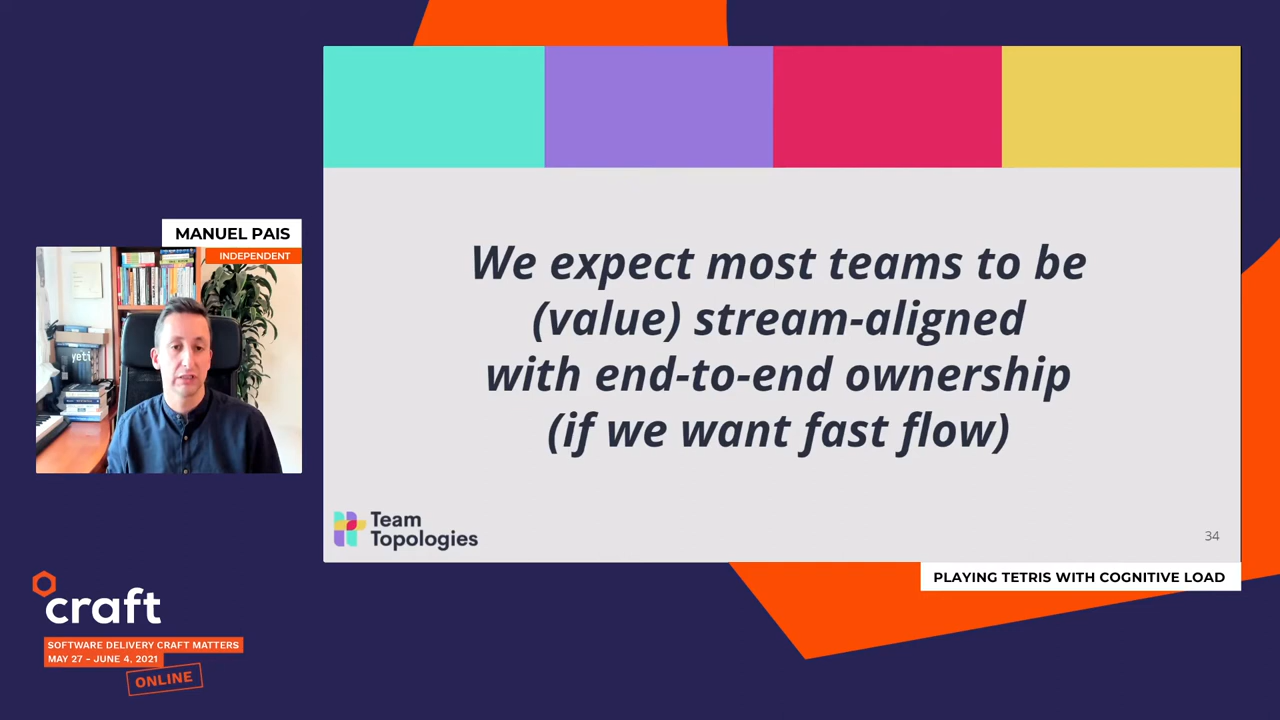 MANUEL PAIS
INDEPENDENT
yeti
We expect most teams to be
(value) stream-aligned
with end-to-end ownership
(if we want fast flow)
Team
Topologies
34
PLAYING TETRIS WITH COGNITIVE LOAD
craft
SOFTWARE DELIVERY CRAFT MATTERS
MAY 27 - JUNE 4, 2021
ONLINE